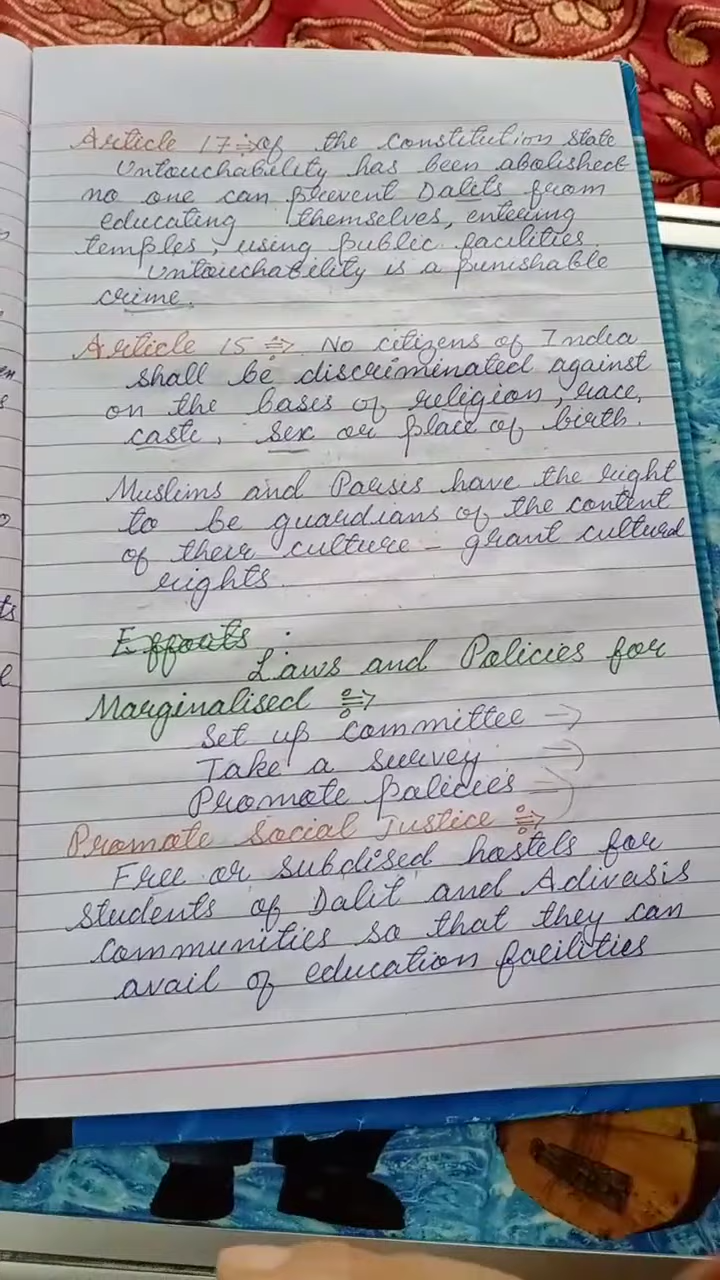 Article 17 ⇒ of the constitution state
Untouchability has been abolished
no one can prevent Dalits from
educating themselves, entering
temples, using public facilities.
Untouchability is a punishable
crime.
Article 15 ⇒ No citizens of India
shall be discriminated against
on the bases of religion, race,
caste, sex or place of birth.
Muslims and Parsis have the right
to be guardians of the content
of their culture - grant cultural
rights.
Efforts :
Laws and Policies for
Marginalised ⇒
Set up committee →
Take a survey
Promote policies
Promote Social Justice ⇒
Free or subdised hostels for
students of Dalit and Adivasis
communities so that they can
avail of education facilities